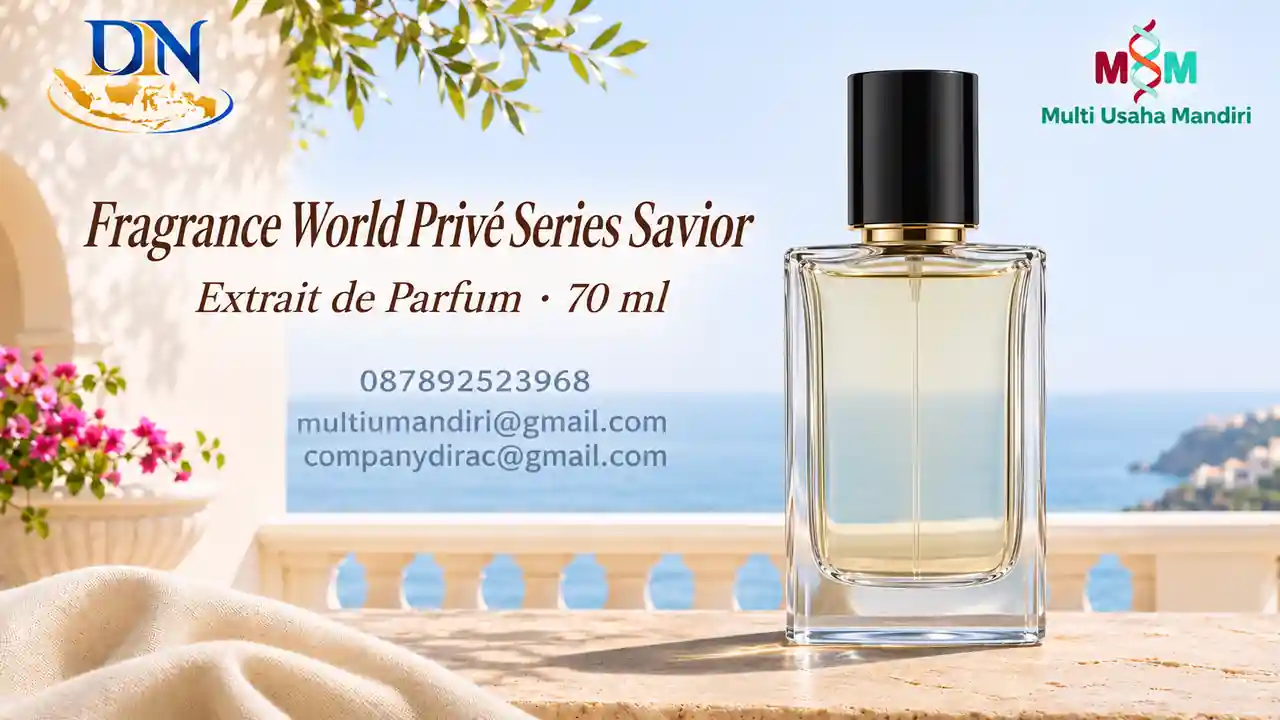 DN
M M
Multi Usaha Mandiri
Fragrance World Privé Series Savior
Extrait de Parfum · 70 ml
087892523968
multiumandiri@gmail.com
companydirac@gmail.com